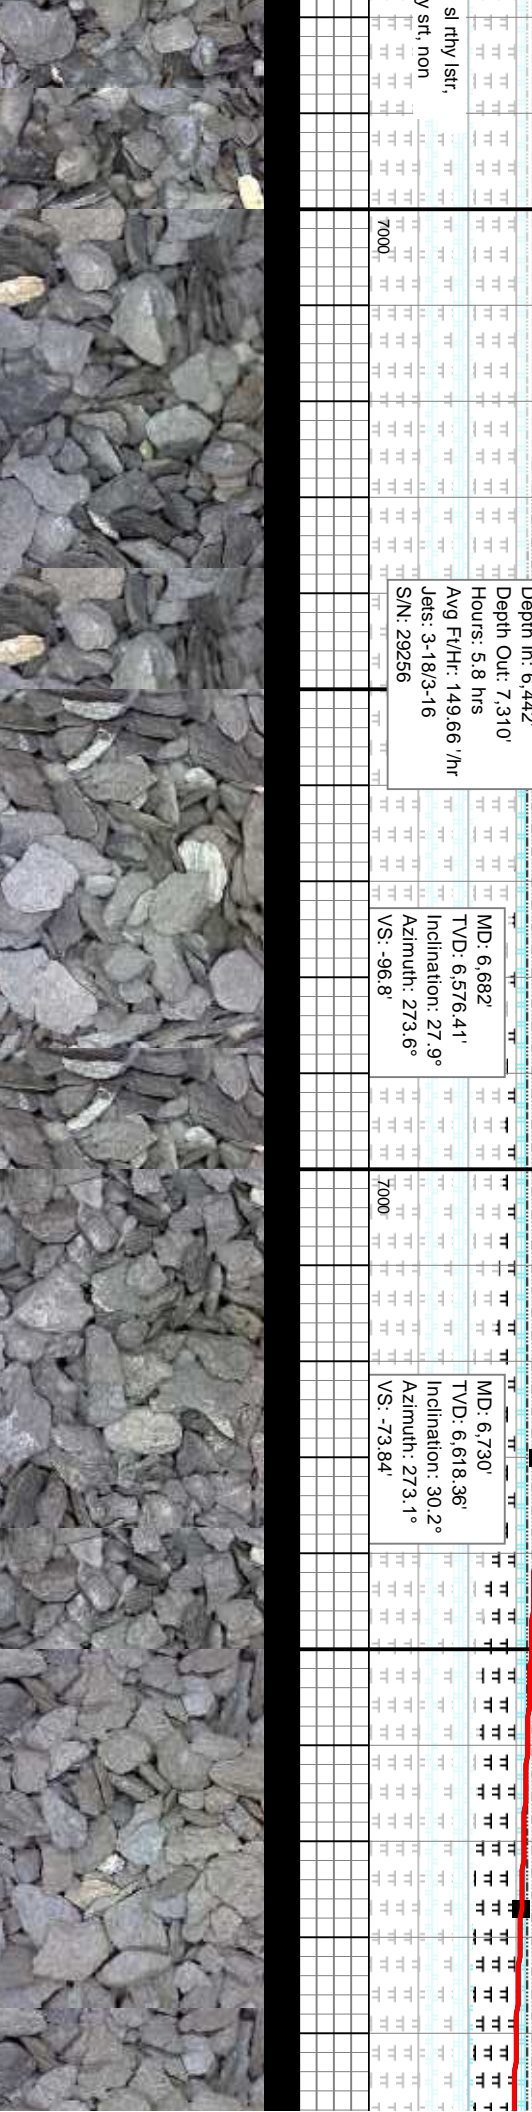 sl rthy lstr,
y srt, non
7000
Depth In: 6,442'
Depth Out: 7,310'
Hours: 5.8 hrs
Avg Ft/Hr: 149.66 '/hr
Jets: 3-18/3-16
S/N: 29256
MD: 6,682'
TVD: 6,576.41'
Inclination: 27.9°
Azimuth: 273.6°
VS: -96.8'
7000
MD: 6,730'
TVD: 6,618.36'
Inclination: 30.2°
Azimuth: 273.1°
VS: -73.84'